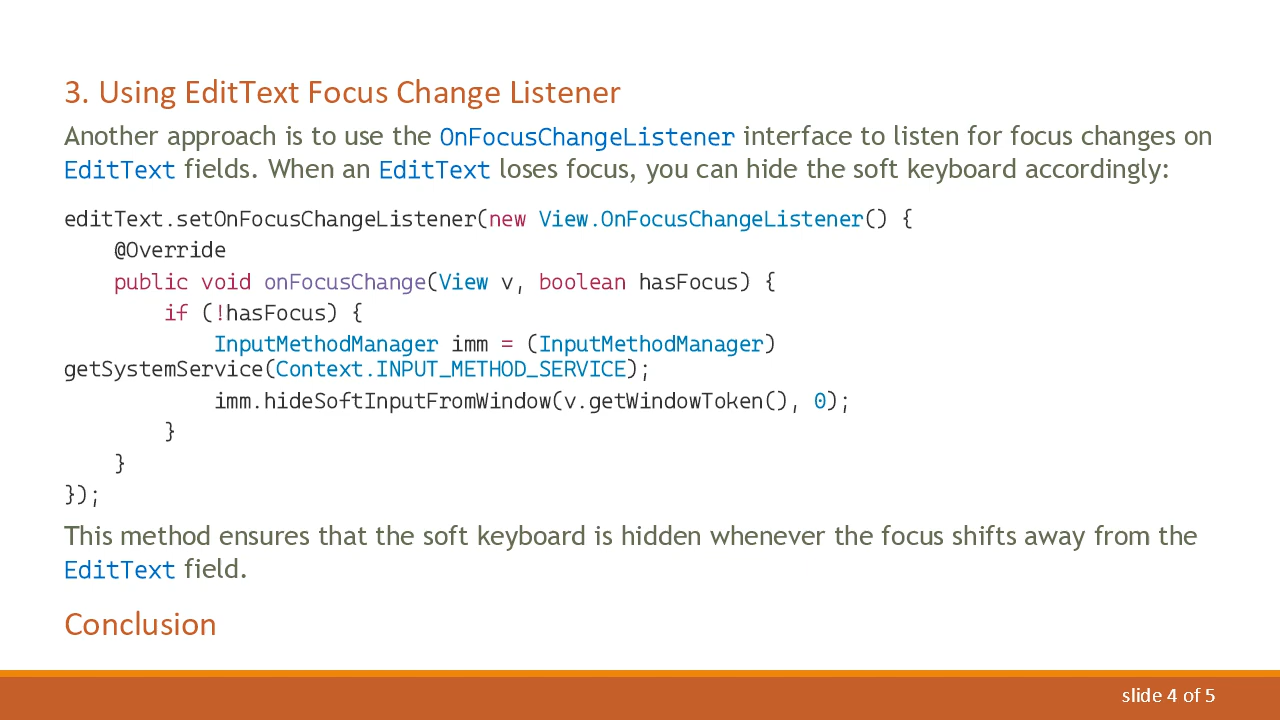 3. Using EditText Focus Change Listener
Another approach is to use the OnFocusChangeListener interface to listen for focus changes on
EditText fields. When an EditText loses focus, you can hide the soft keyboard accordingly:
editText.setOnFocusChangeListener(new View.OnFocusChangeListener() {
    @Override
    public void onFocusChange(View v, boolean hasFocus) {
        if (!hasFocus) {
            InputMethodManager imm = (InputMethodManager)
getSystemService(Context.INPUT_METHOD_SERVICE);
            imm.hideSoftInputFromWindow(v.getWindowToken(), 0);
        }
    }
});
This method ensures that the soft keyboard is hidden whenever the focus shifts away from the
EditText field.
Conclusion
slide 4 of 5